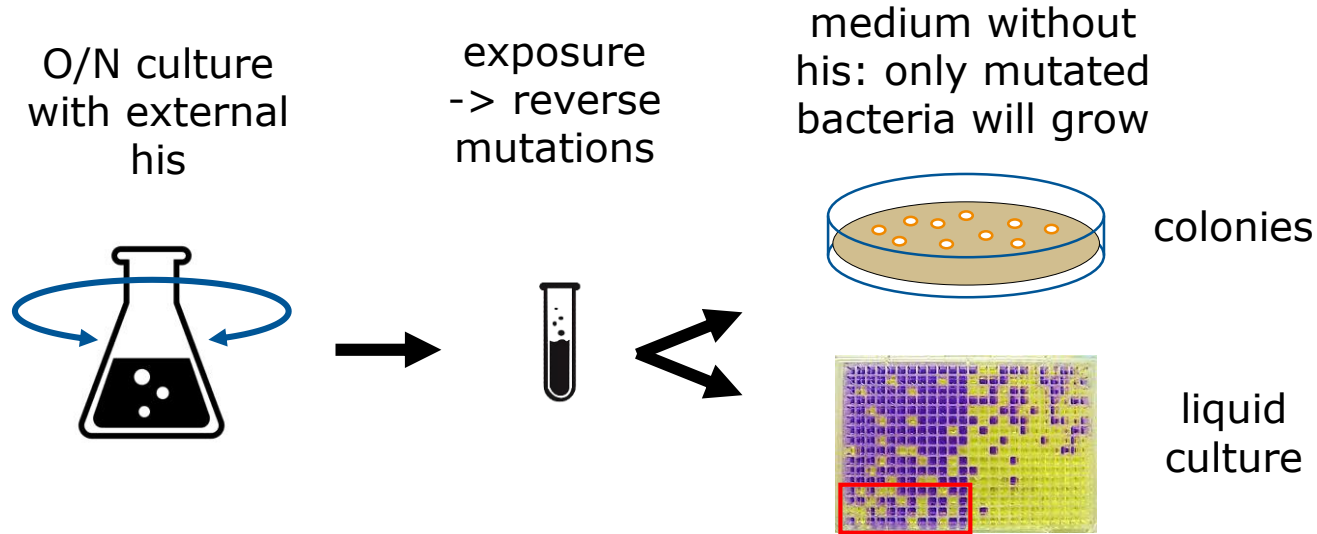 O/N culture
with external
his
exposure
-> reverse
mutations
medium without
his: only mutated
bacteria will grow
colonies
liquid
culture